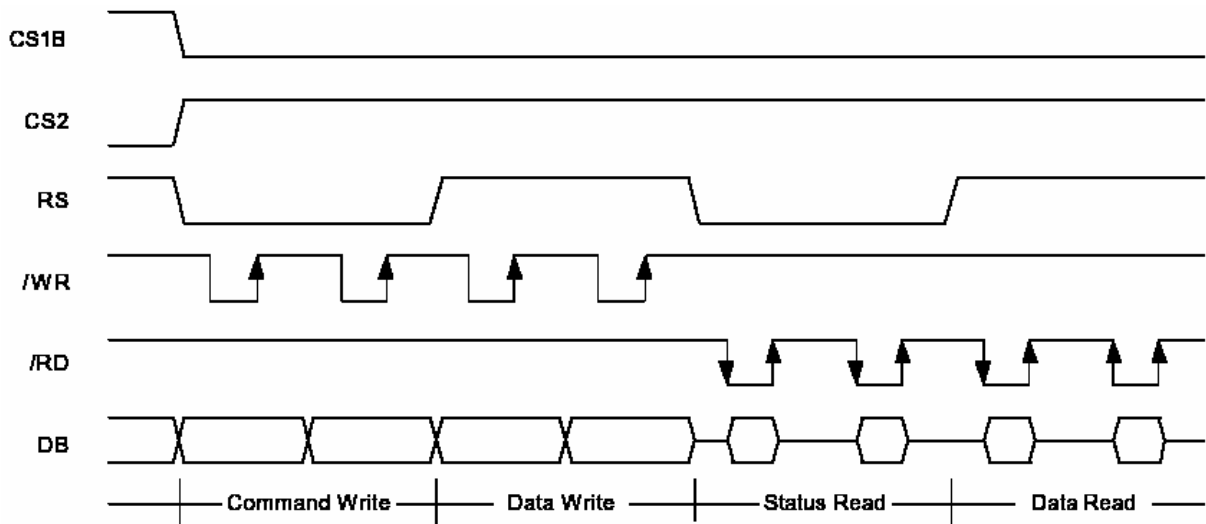 CS1B
CS2
RS
/WR
/RD
DB
Command Write Data Write Status Read Data Read